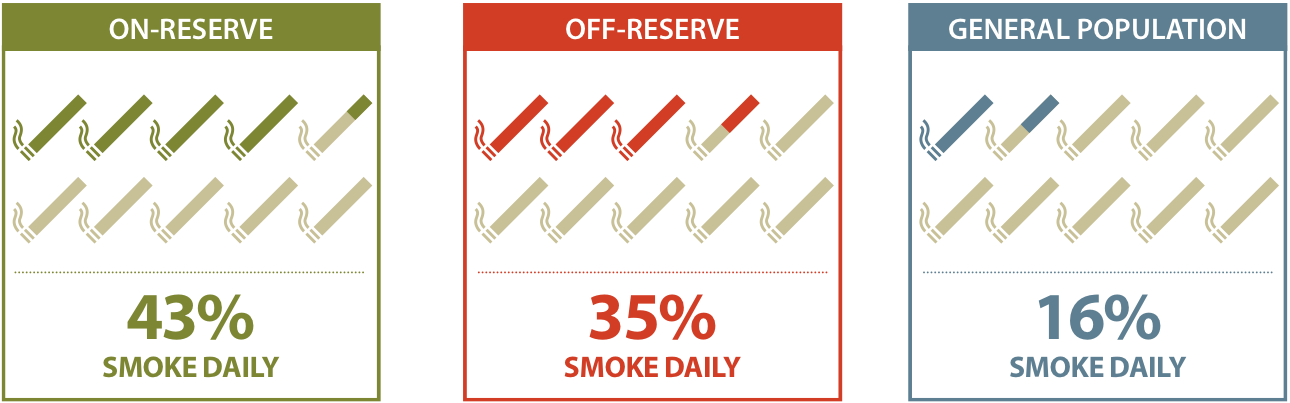 ON-RESERVE
43%
SMOKE DAILY
OFF-RESERVE
35%
SMOKE DAILY
GENERAL POPULATION
16%
SMOKE DAILY